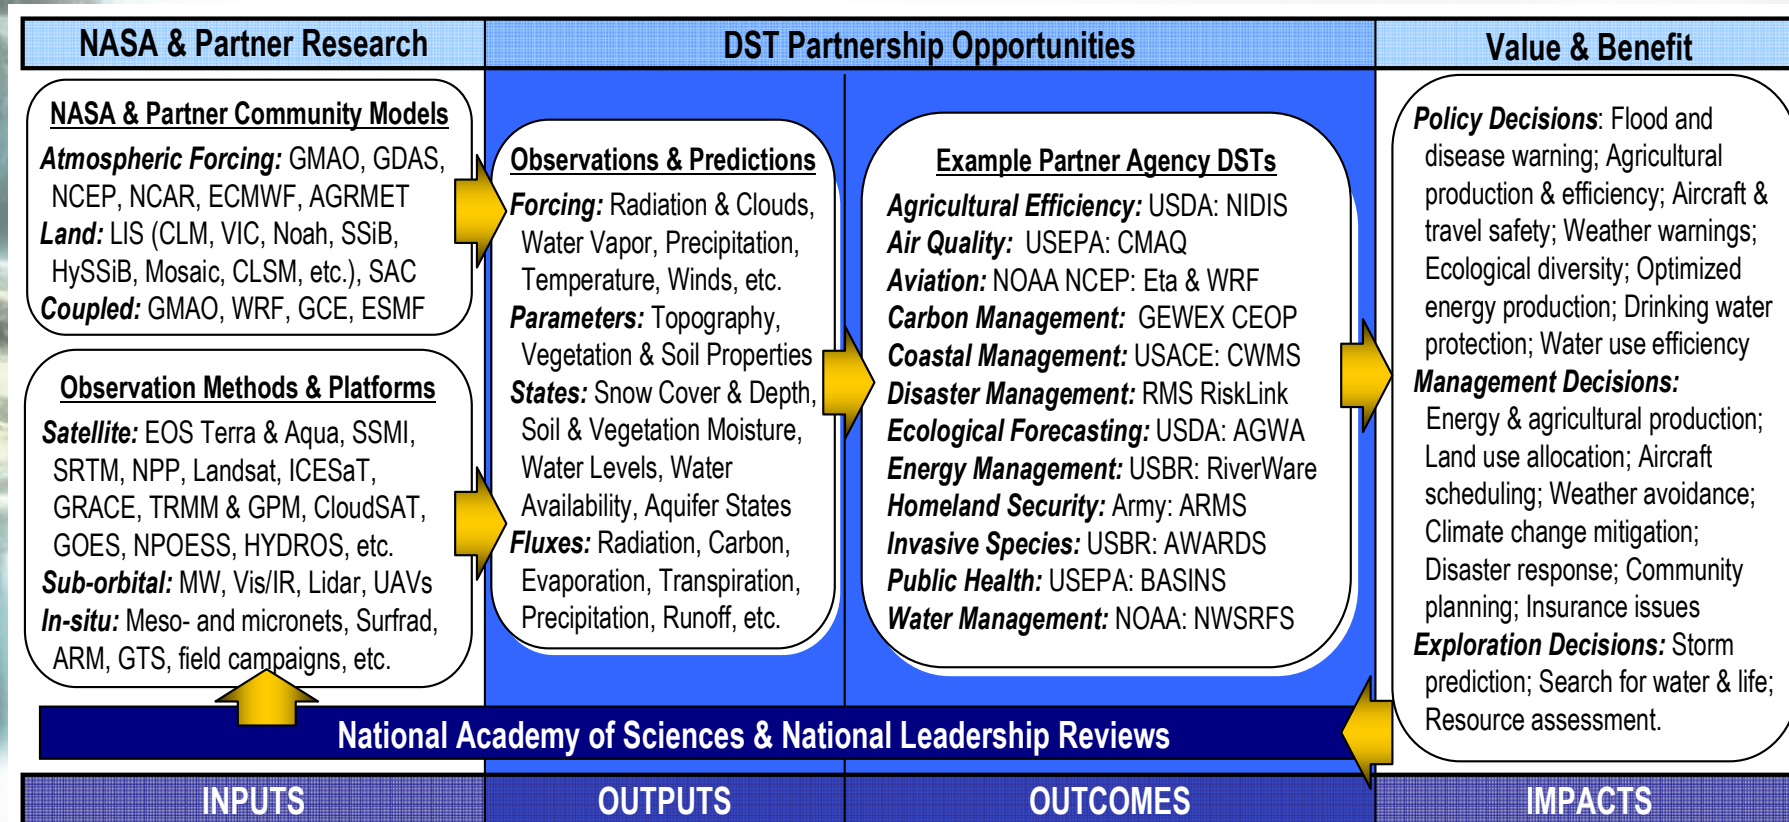 NASA & Partner Research
DST Partnership Opportunities
Value & Benefit
NASA & Partner Community Models
Atmospheric Forcing: GMAO, GDAS,
NCEP, NCAR, ECMWF, AGRMET
Land: LIS (CLM, VIC, Noah, SSiB,
HySSiB, Mosaic, CLSM, etc.), SAC
Coupled: GMAO, WRF, GCE, ESMF
Observation Methods & Platforms
Satellite: EOS Terra & Aqua, SSMI,
SRTM, NPP, Landsat, ICESaT,
GRACE, TRMM & GPM, CloudSAT,
GOES, NPOESS, HYDROS, etc.
Sub-orbital: MW, Vis/IR, Lidar, UAVs
In-situ: Meso- and micronets, Surfrad,
ARM, GTS, field campaigns, etc.
Observations & Predictions
Forcing: Radiation & Clouds,
Water Vapor, Precipitation,
Temperature, Winds, etc.
Parameters: Topography,
Vegetation & Soil Properties
States: Snow Cover & Depth,
Soil & Vegetation Moisture,
Water Levels, Water
Availability, Aquifer States
Fluxes: Radiation, Carbon,
Evaporation, Transpiration,
Precipitation, Runoff, etc.
Example Partner Agency DSTs
Agricultural Efficiency: USDA: NIDIS
Air Quality: USEPA: CMAQ
Aviation: NOAA NCEP: Eta & WRF
Carbon Management: GEWEX CEOP
Coastal Management: USACE: CWMS
Disaster Management: RMS RiskLink
Ecological Forecasting: USDA: AGWA
Energy Management: USBR: RiverWare
Homeland Security: Army: ARMS
Invasive Species: USBR: AWARDS
Public Health: USEPA: BASINS
Water Management: NOAA: NWSRFS
Policy Decisions: Flood and
disease warning; Agricultural
production & efficiency; Aircraft &
travel safety; Weather warnings;
Ecological diversity; Optimized
energy production; Drinking water
protection; Water use efficiency
Management Decisions:
Energy & agricultural production;
Land use allocation; Aircraft
scheduling; Weather avoidance;
Climate change mitigation;
Disaster response; Community
planning; Insurance issues
Exploration Decisions: Storm
prediction; Search for water & life;
Resource assessment.
National Academy of Sciences & National Leadership Reviews
INPUTS
OUTPUTS
OUTCOMES
IMPACTS